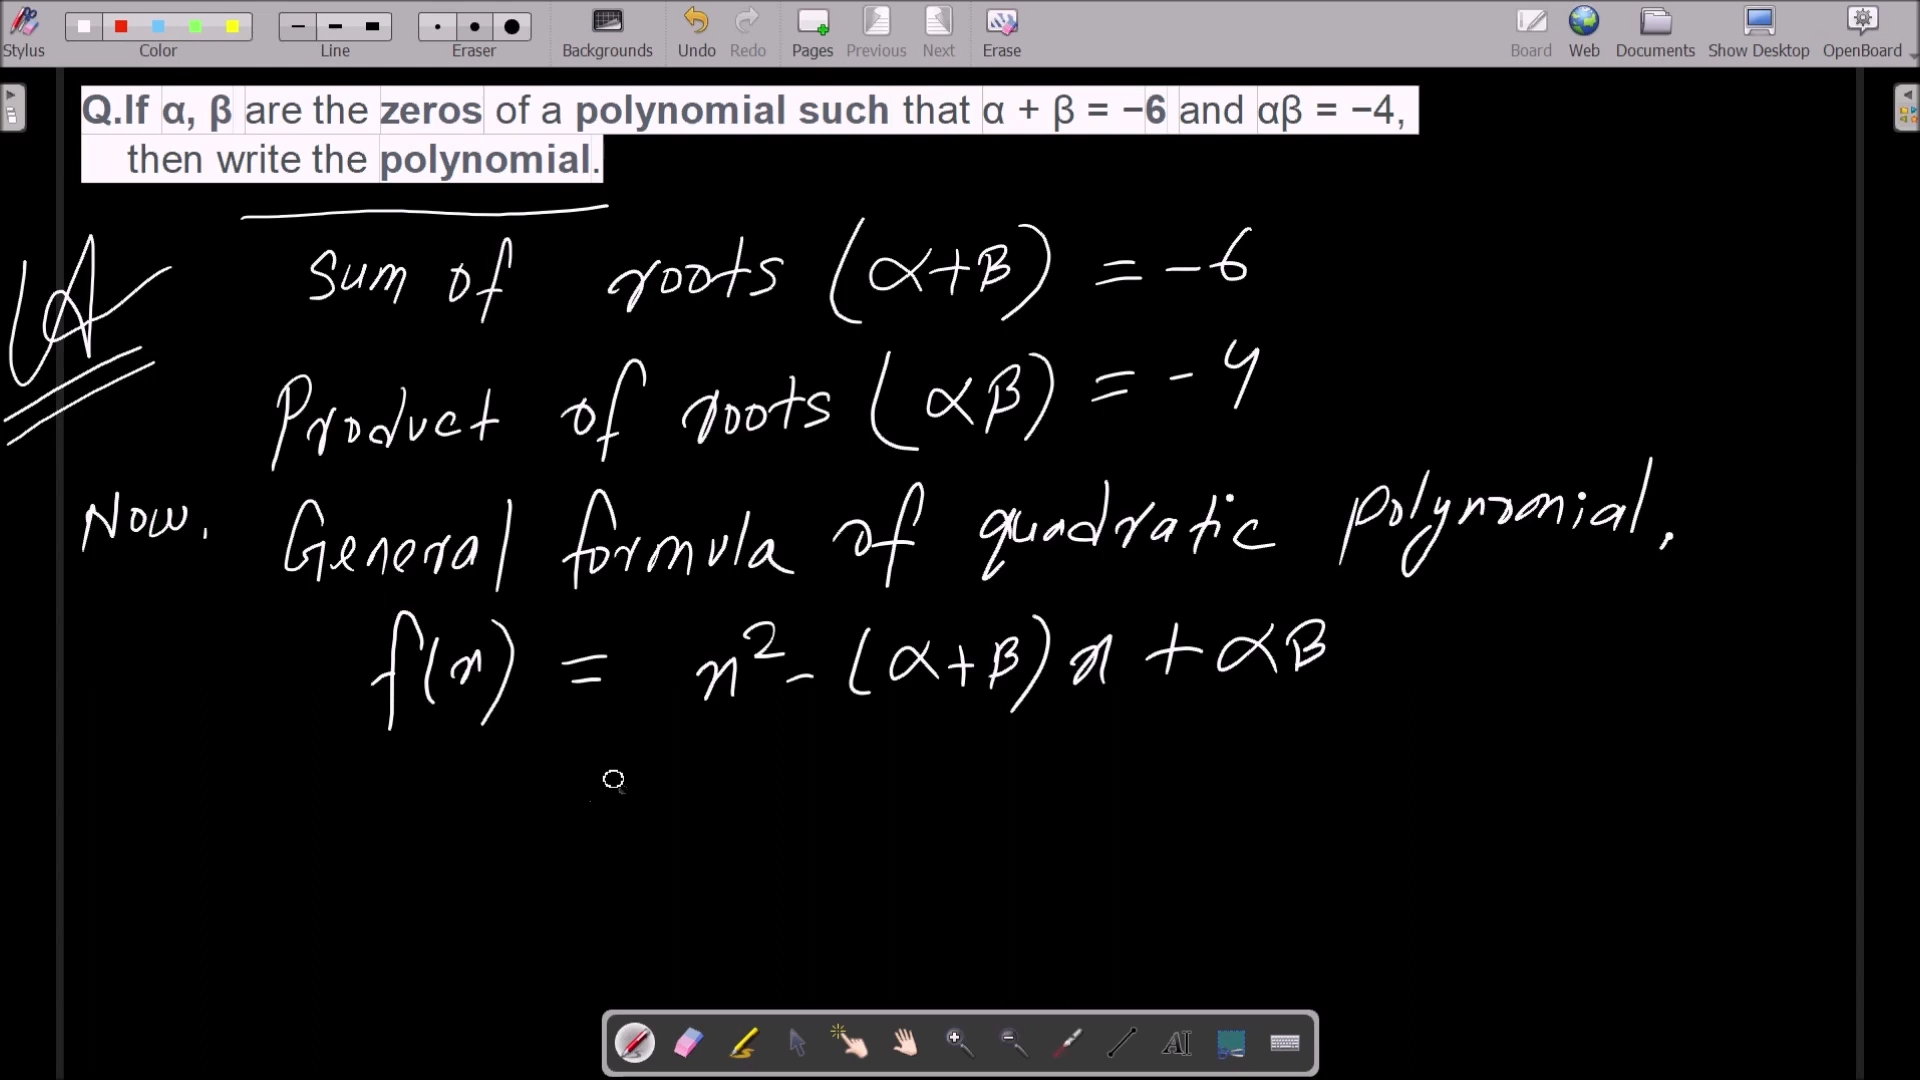 Stylus Color Line Eraser Backgrounds Undo Redo Pages Previous Next Erase Board Web Documents Show Desktop OpenBoard
Q.If α, β are the zeros of a polynomial such that α + β = −6 and αβ = −4,
then write the polynomial.
Sum of roots (α+β) = -6
Product of roots (αβ) = -4
Now. General formula of quadratic polynomial.
f(x) = x² - (α+β)x + αβ
AI